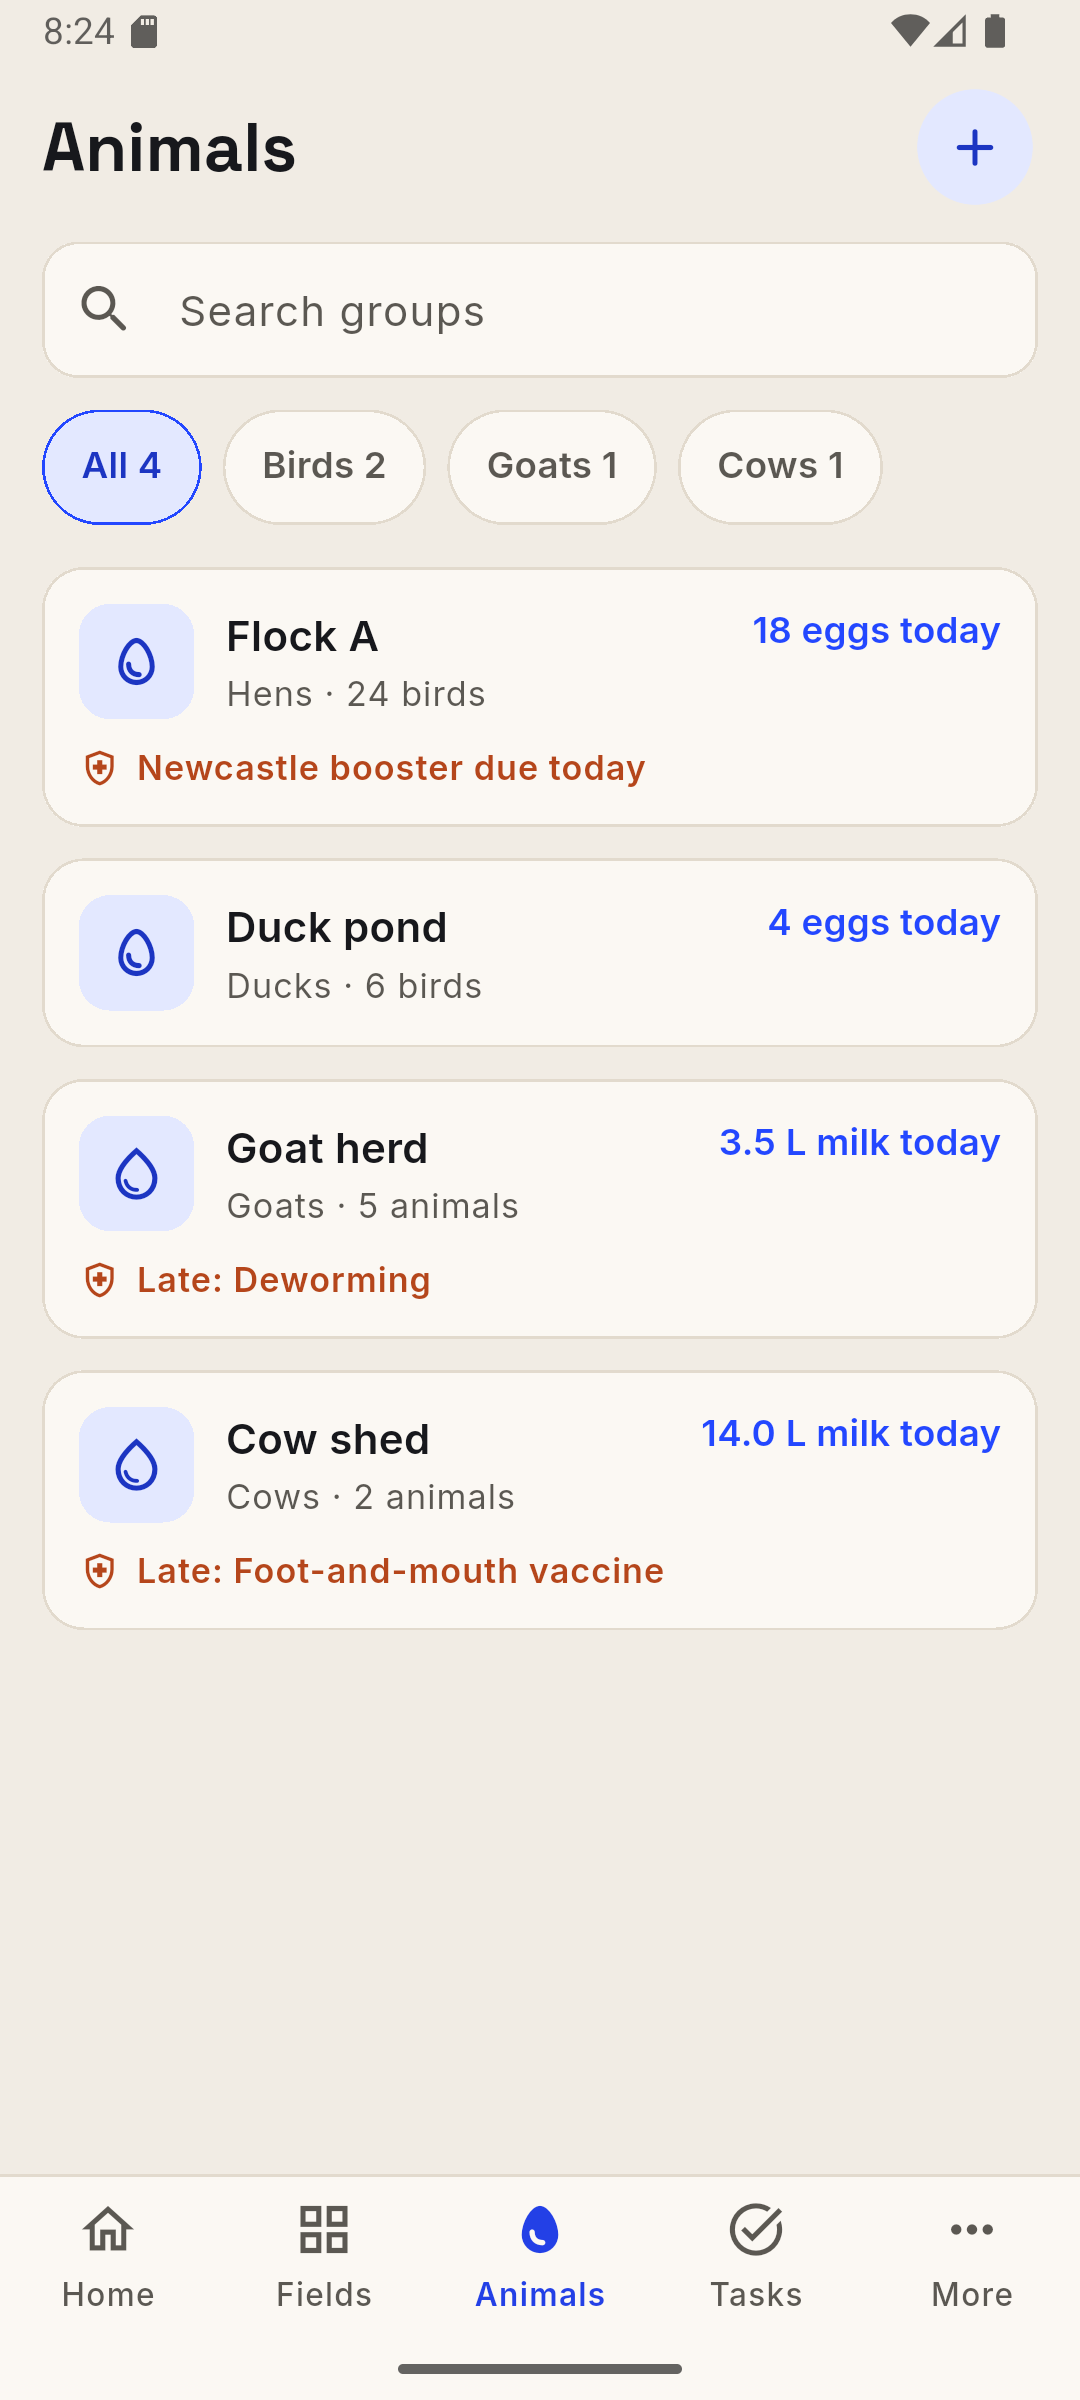 8:24
Animals
Search groups
All 4
Birds 2
Goats 1
Cows 1
Flock A
18 eggs today
Hens · 24 birds
Newcastle booster due today
Duck pond
4 eggs today
Ducks · 6 birds
Goat herd
3.5 L milk today
Goats · 5 animals
Late: Deworming
Cow shed
14.0 L milk today
Cows · 2 animals
Late: Foot-and-mouth vaccine
Home
Fields
Animals
Tasks
More